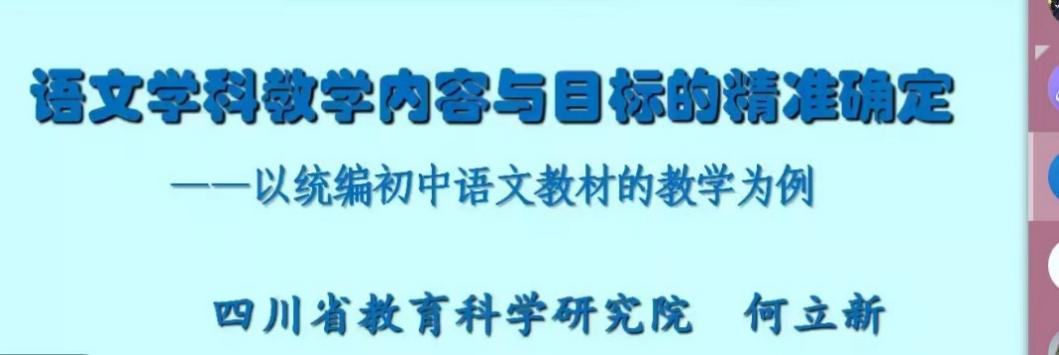 语文学科教学内容与目标的精准确定
——以统编初中语文教材的教学为例
四川省教育科学研究院 何立新